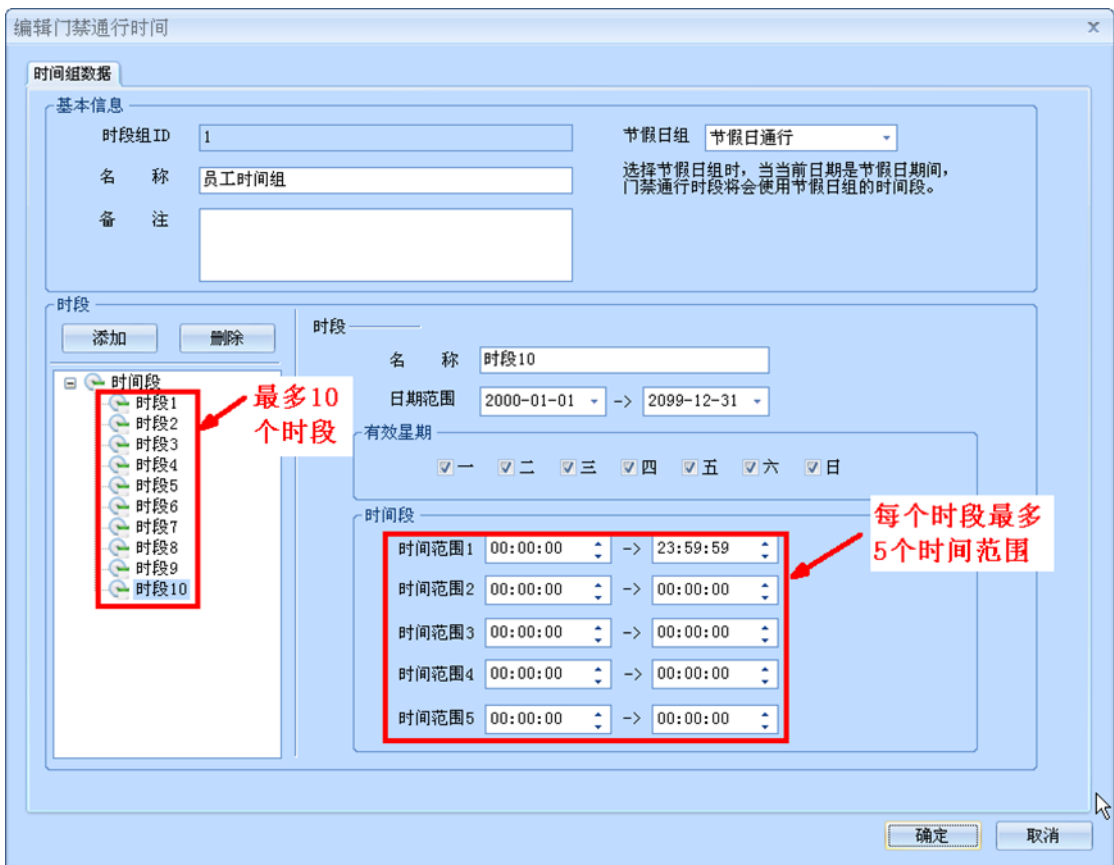 编辑门禁通行时间
x
时间组数据
基本信息
时段组ID 1
节假日组 节假日通行
选择节假日组时，当当前日期是节假日期间，
门禁通行时段将会使用节假日组的时间段。
名 称 员工时间组
备 注
时段
添加 删除
时间段
时段1
时段2
时段3
时段4
时段5
时段6
时段7
时段8
时段9
时段10
最多10
个时段
时段
名 称 时段10
日期范围 2000-01-01 -> 2099-12-31
有效星期
一 二 三 四 五 六 日
时间段
每个时段最多
5个时间范围
时间范围1 00:00:00 -> 23:59:59
时间范围2 00:00:00 -> 00:00:00
时间范围3 00:00:00 -> 00:00:00
时间范围4 00:00:00 -> 00:00:00
时间范围5 00:00:00 -> 00:00:00
确定 取消